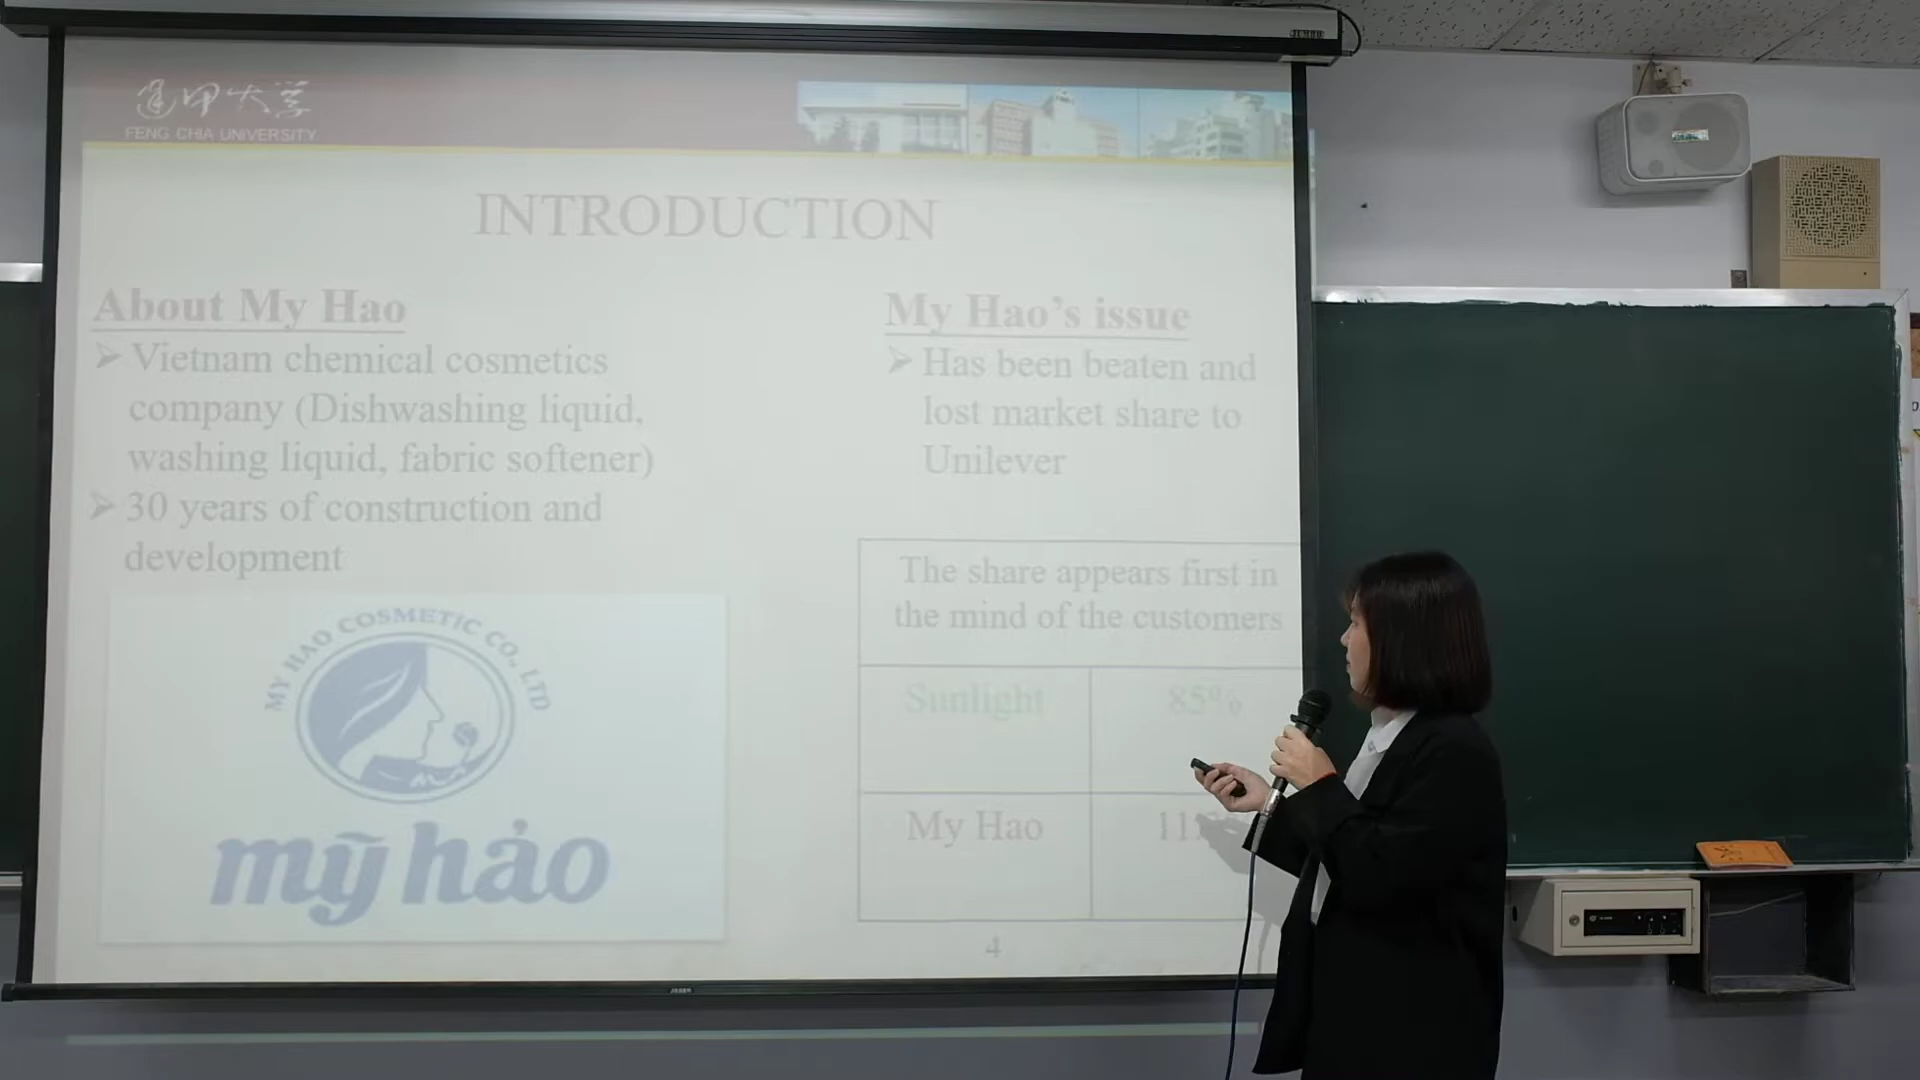 逢甲大學
FENG CHIA UNIVERSITY
INTRODUCTION
About My Hao
➢ Vietnam chemical cosmetics
company (Dishwashing liquid,
washing liquid, fabric softener)
➢ 30 years of construction and
development
MY HAO COSMETIC CO., LTD
mỹ hảo
My Hao's issue
➢ Has been beaten and
lost market share to
Unilever
The share appears first in
the mind of the customers
Sunlight 85%
My Hao
4